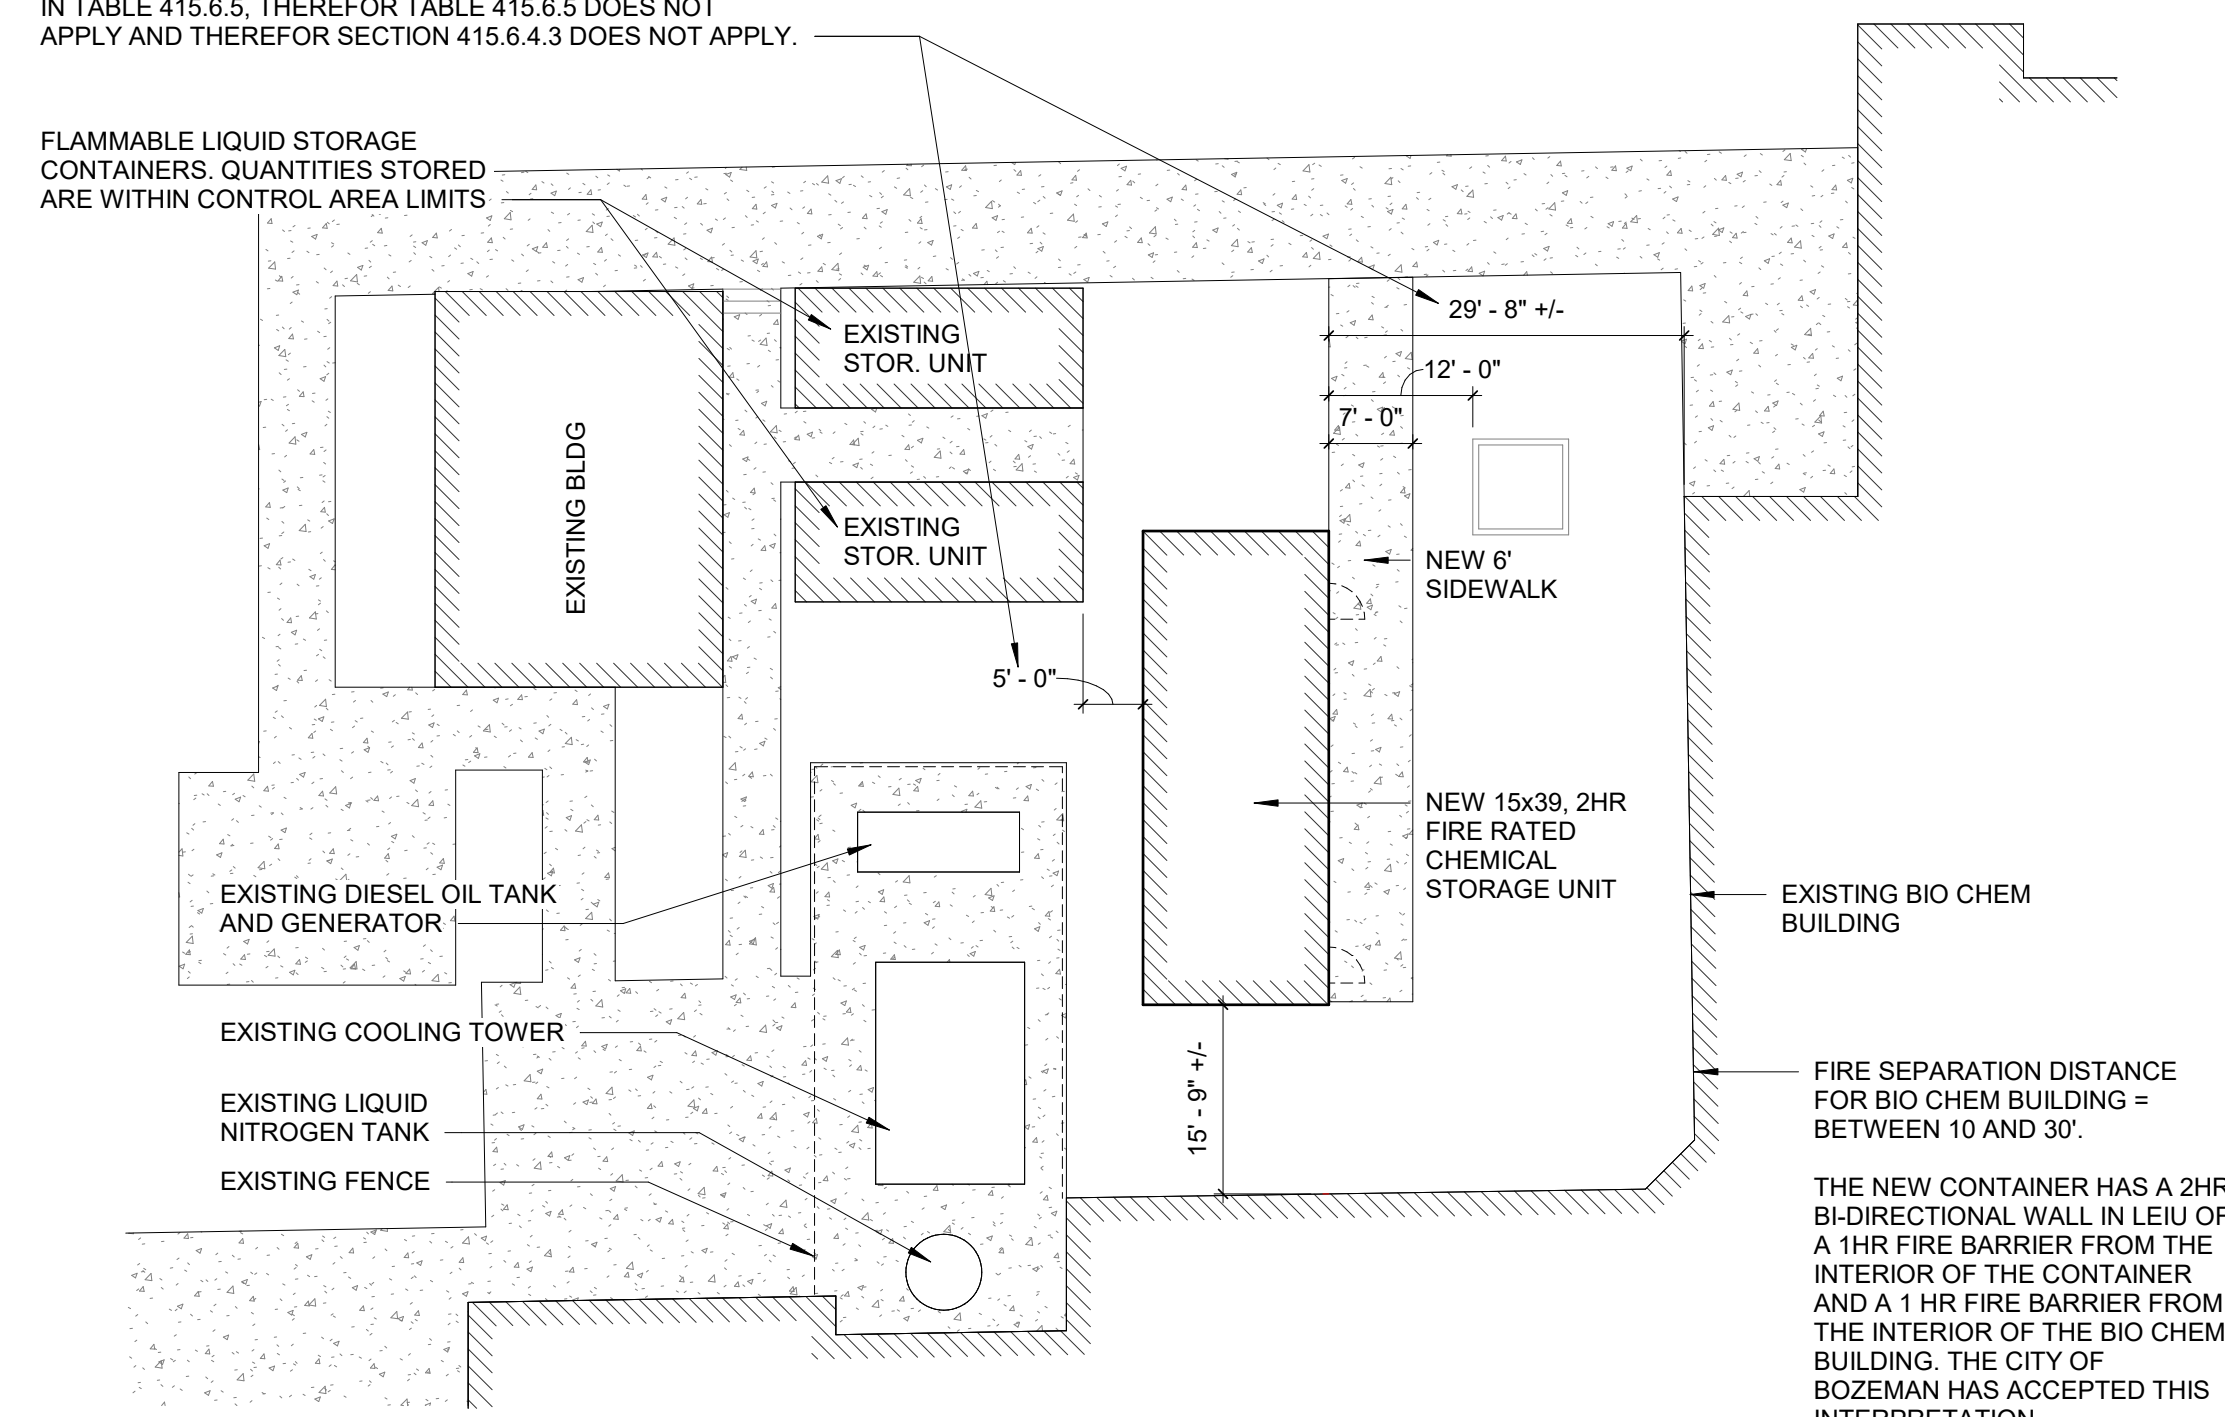 IN TABLE 415.6.5, THEREFOR TABLE 415.6.5 DOES NOT
APPLY AND THEREFOR SECTION 415.6.4.3 DOES NOT APPLY.
FLAMMABLE LIQUID STORAGE
CONTAINERS. QUANTITIES STORED
ARE WITHIN CONTROL AREA LIMITS
EXISTING BLDG
EXISTING
STOR. UNIT
EXISTING
STOR. UNIT
29' - 8" +/-
12' - 0"
7' - 0"
NEW 6'
SIDEWALK
5' - 0"
NEW 15x39, 2HR
FIRE RATED
CHEMICAL
STORAGE UNIT
EXISTING DIESEL OIL TANK
AND GENERATOR
EXISTING BIO CHEM
BUILDING
EXISTING COOLING TOWER
15' - 9" +/-
EXISTING LIQUID
NITROGEN TANK
EXISTING FENCE
FIRE SEPARATION DISTANCE
FOR BIO CHEM BUILDING =
BETWEEN 10 AND 30'.
THE NEW CONTAINER HAS A 2HR
BI-DIRECTIONAL WALL IN LEIU OF
A 1HR FIRE BARRIER FROM THE
INTERIOR OF THE CONTAINER
AND A 1 HR FIRE BARRIER FROM
THE INTERIOR OF THE BIO CHEM
BUILDING. THE CITY OF
BOZEMAN HAS ACCEPTED THIS
INTERPRETATION